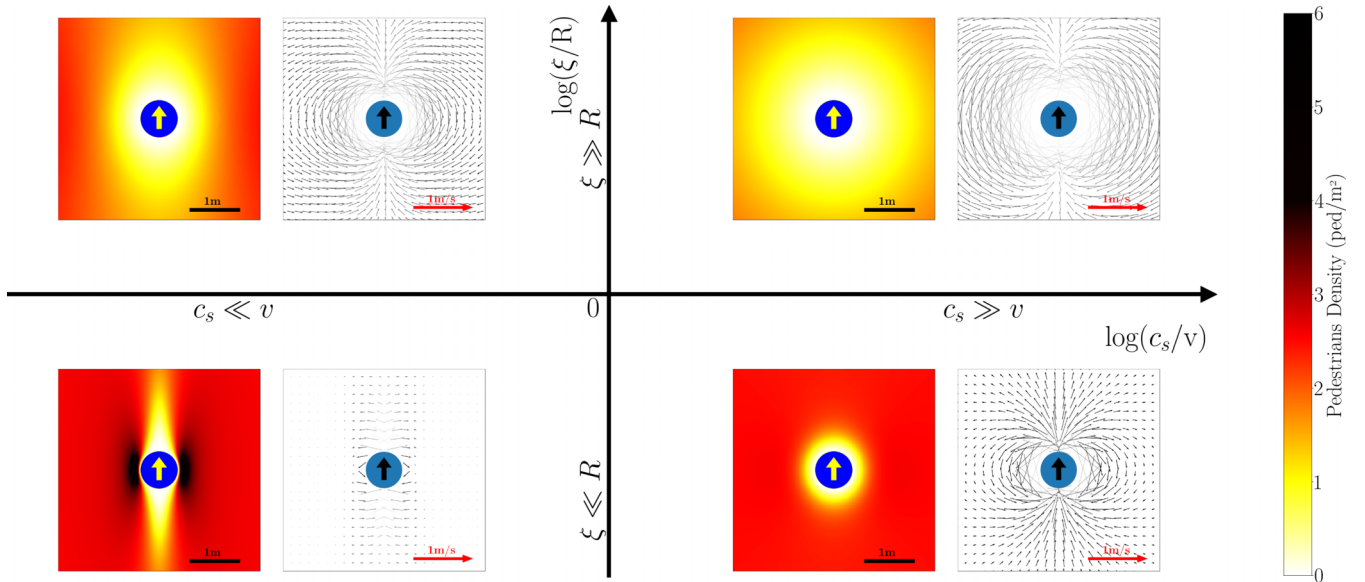 1m
1m/s
log(ξ/R)
ξ ≫ R
1m
1m/s
c_s ≪ v
0
c_s ≫ v
log(c_s/v)
1m
1m/s
ξ ≪ R
1m
1m/s
6
5
4
3
2
1
0
Pedestrians Density (ped/m²)